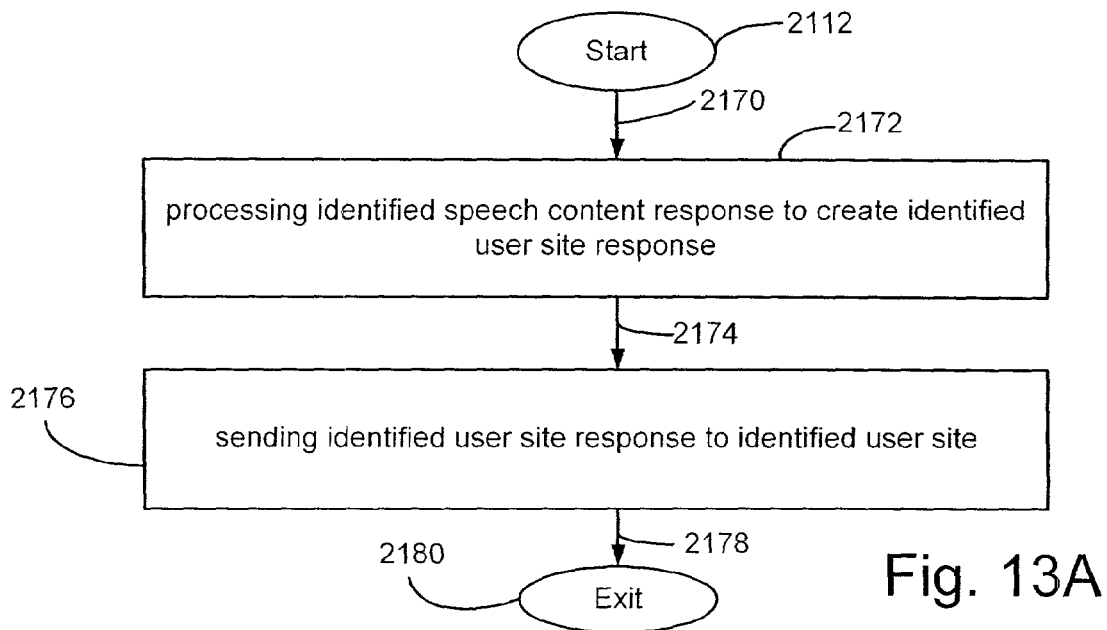 2112
Start
2170
2172
processing identified speech content response to create identified
user site response
2174
2176
sending identified user site response to identified user site
2178
2180
Exit
Fig. 13A